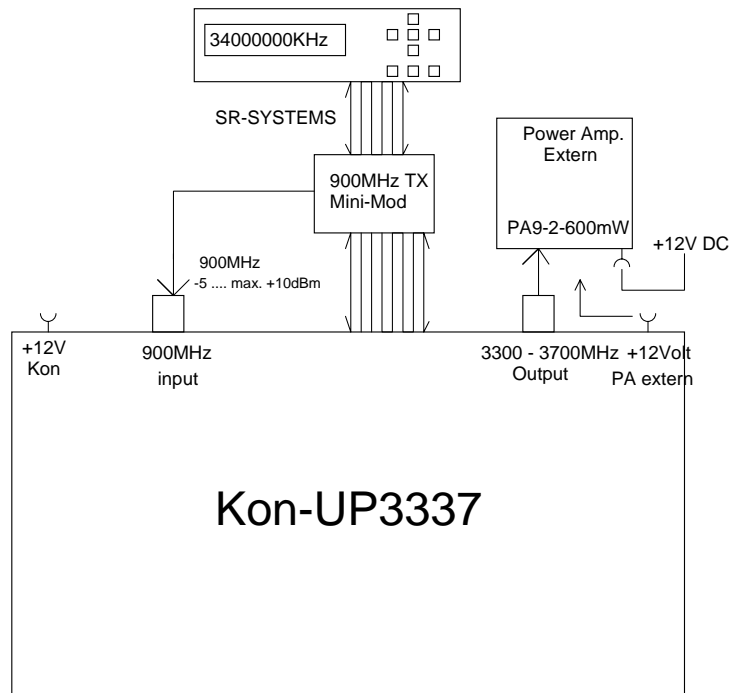 34000000KHz
SR-SYSTEMS
900MHz TX
Mini-Mod
Power Amp.
Extern
PA9-2-600mW
+12V DC
900MHz
-5 .... max. +10dBm
+12V
Kon
900MHz
input
3300 - 3700MHz
Output
+12Volt
PA extern
Kon-UP3337